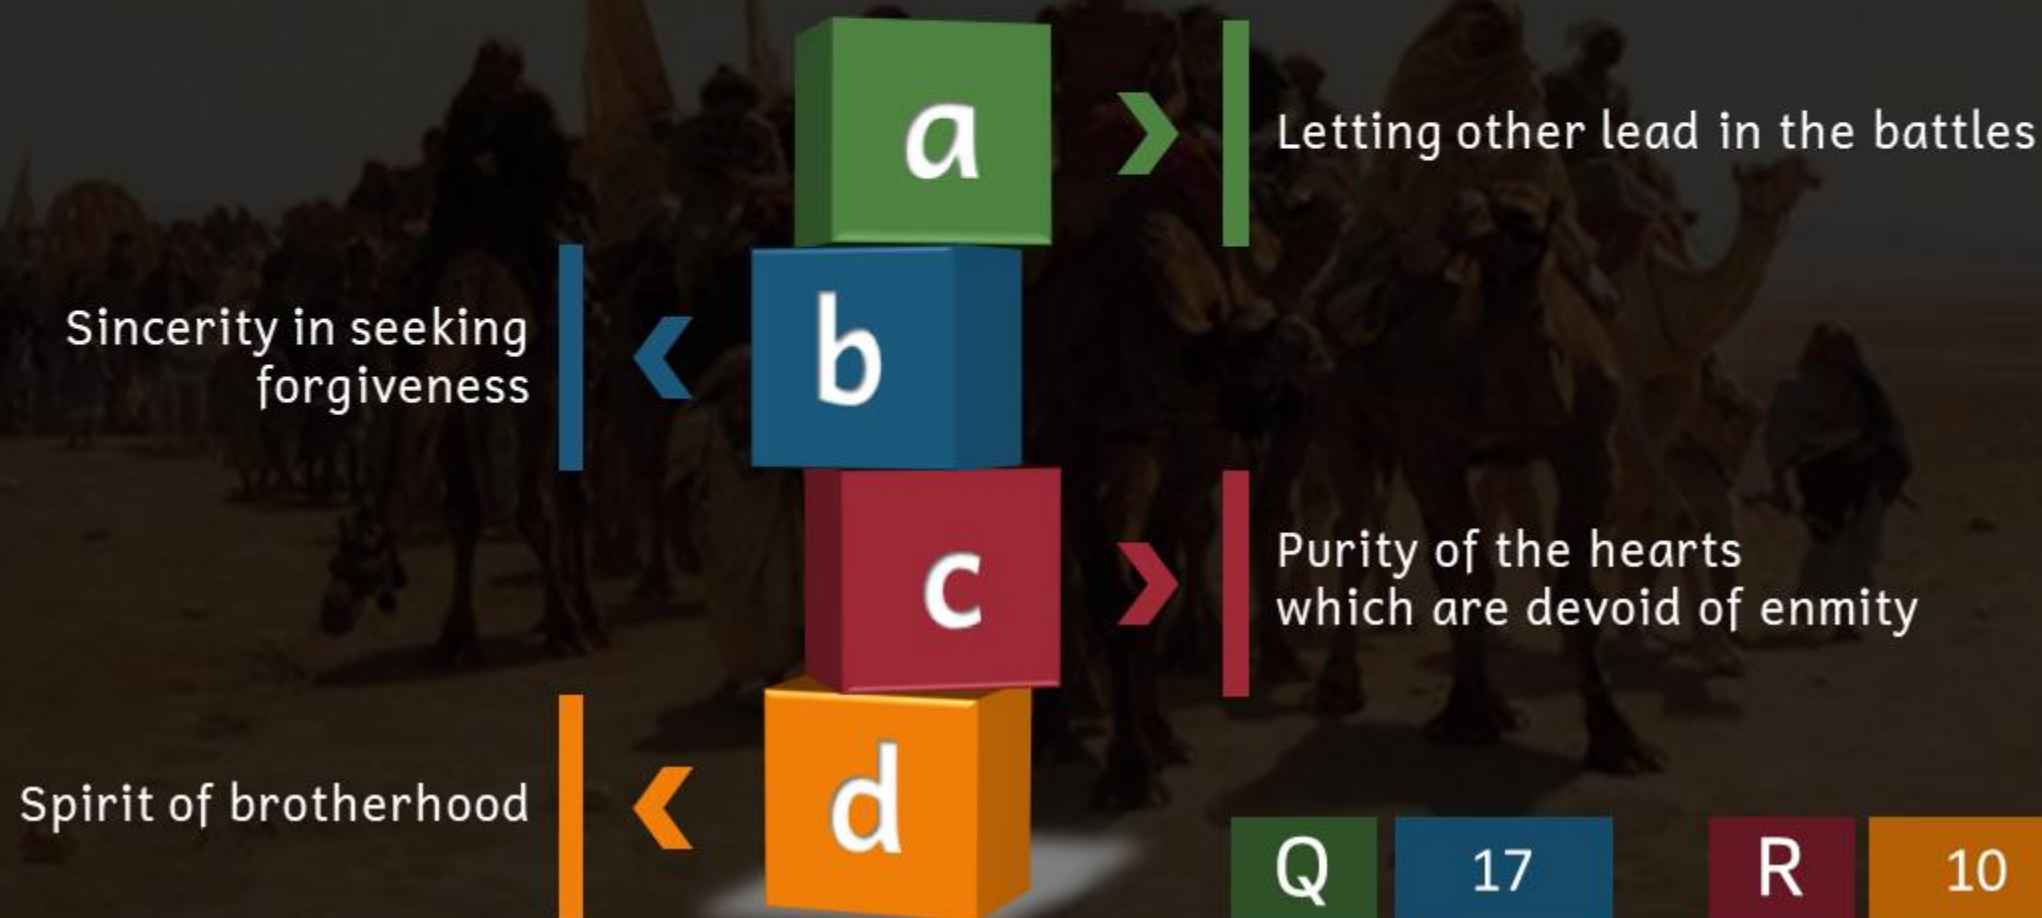 a
Letting other lead in the battles
b
Sincerity in seeking
forgiveness
c
Purity of the hearts
which are devoid of enmity
d
Spirit of brotherhood
Q 17 R 10